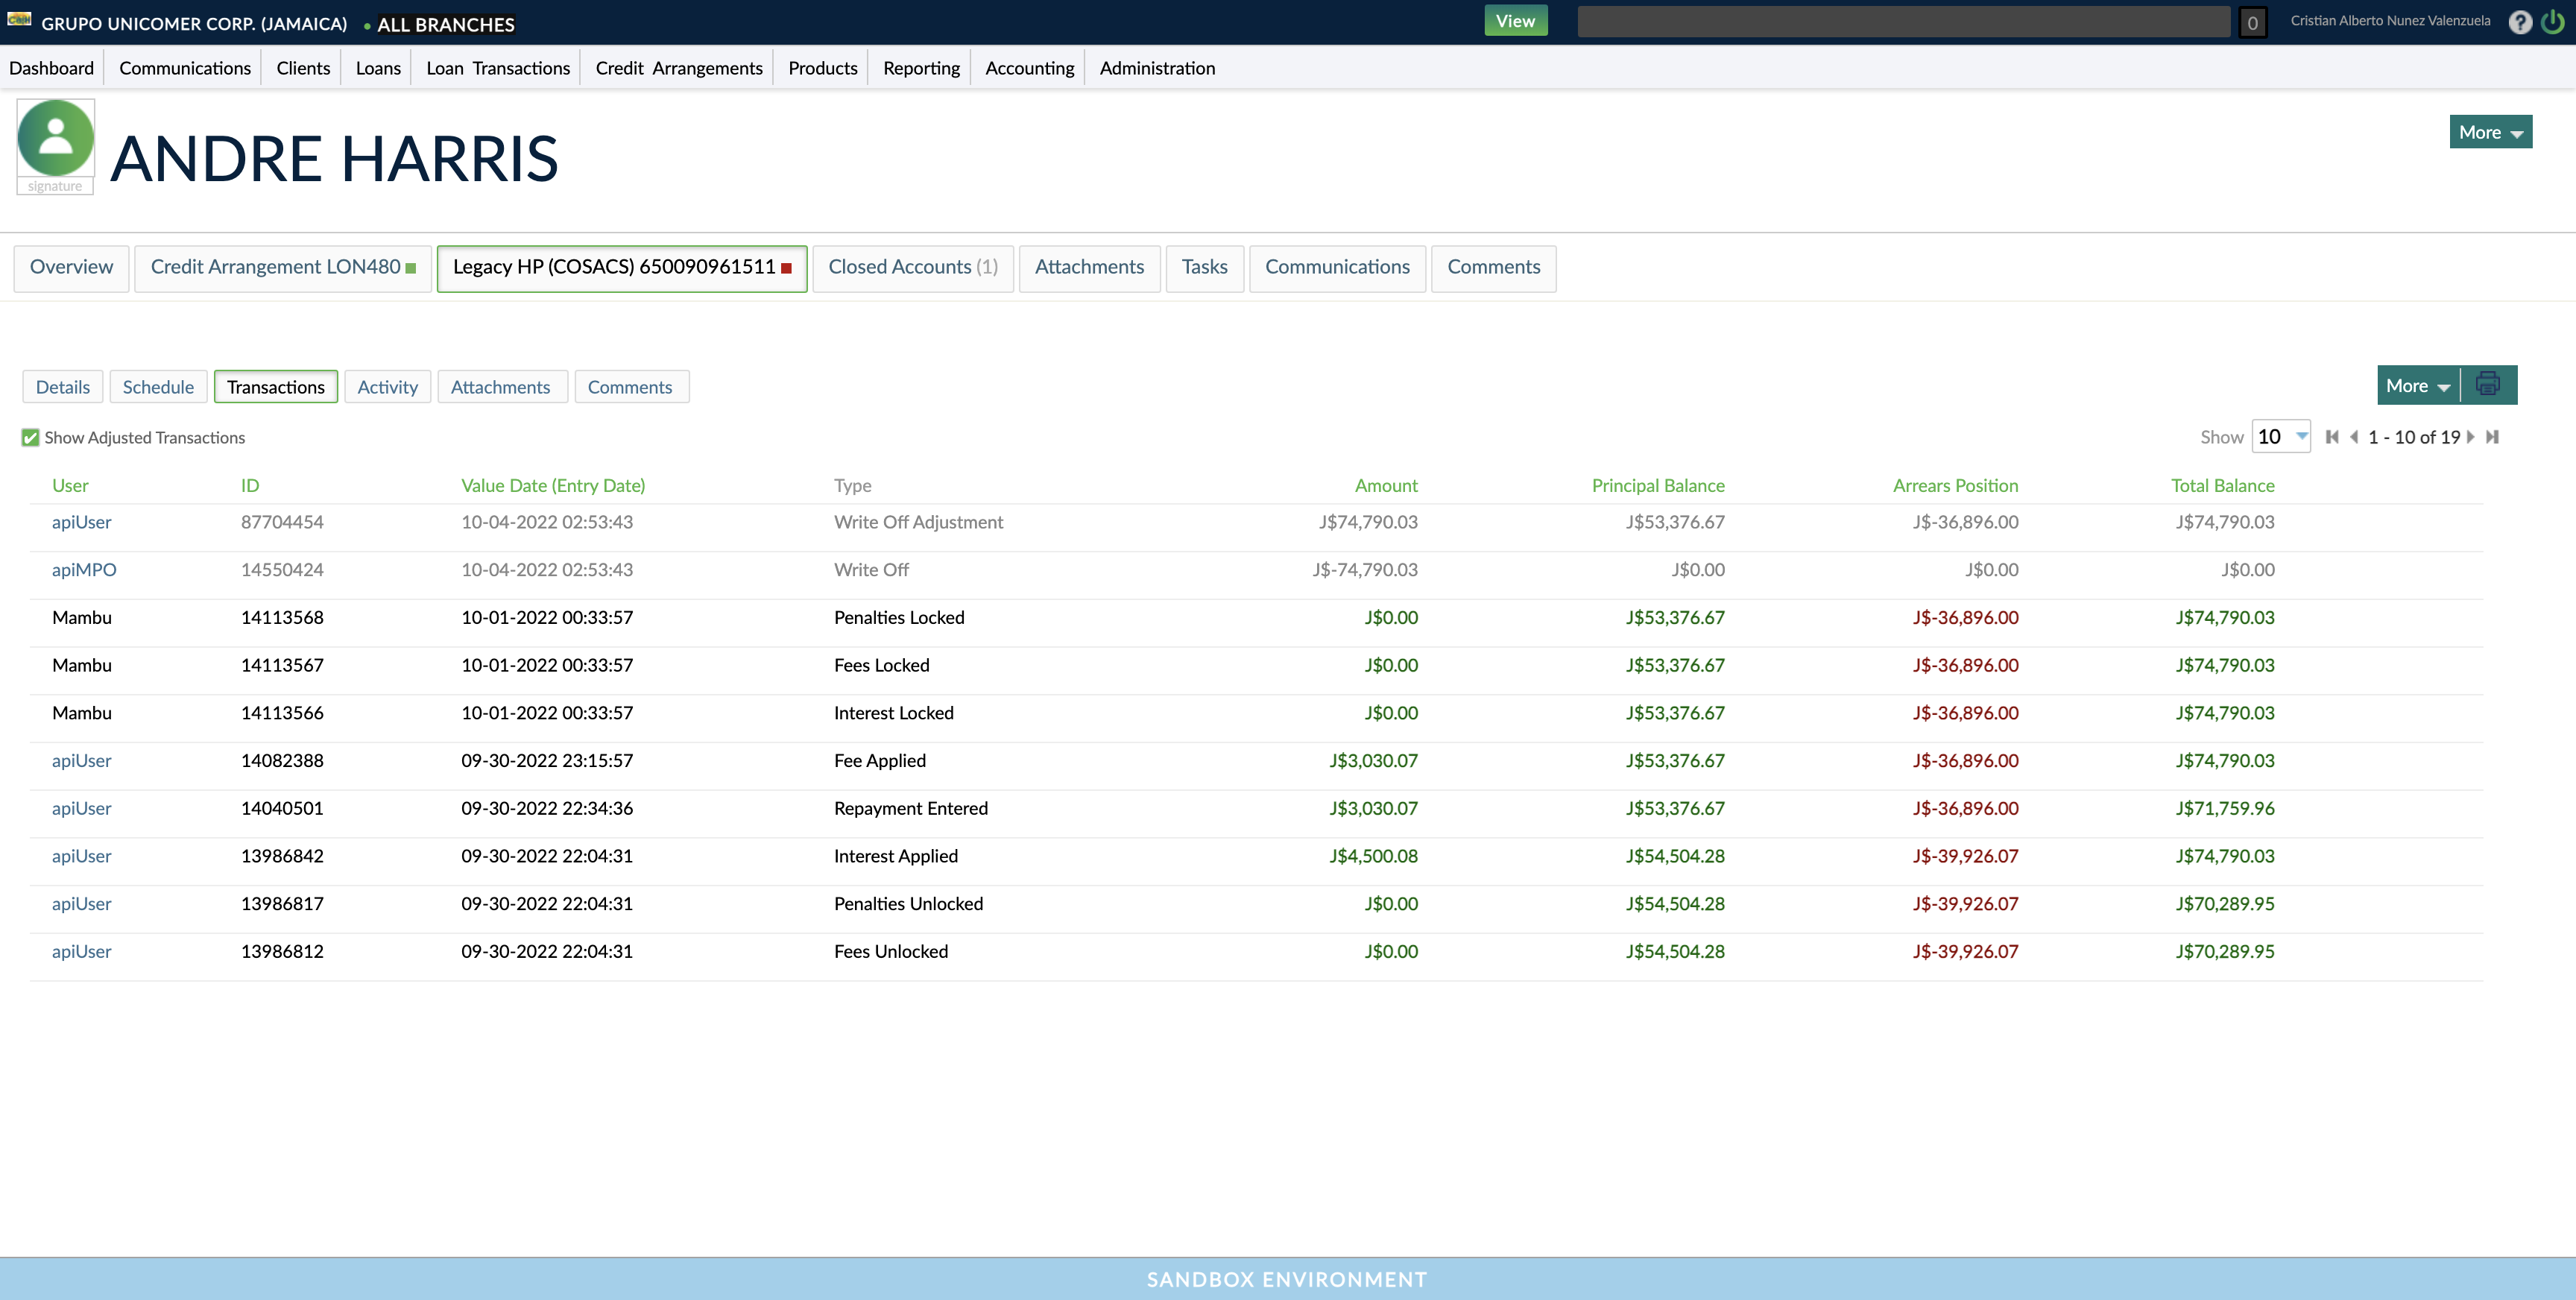 GRUPO UNICOMER CORP. (JAMAICA) • ALL BRANCHES View 0 Cristian Alberto Nunez Valenzuela ?
Dashboard Communications Clients Loans Loan Transactions Credit Arrangements Products Reporting Accounting Administration
signature
ANDRE HARRIS
More
Overview Credit Arrangement LON480 Legacy HP (COSACS) 650090961511 Closed Accounts (1) Attachments Tasks Communications Comments
Details Schedule Transactions Activity Attachments Comments More
Show Adjusted Transactions Show 10 1 - 10 of 19
User ID Value Date (Entry Date) Type Amount Principal Balance Arrears Position Total Balance
apiUser 87704454 10-04-2022 02:53:43 Write Off Adjustment J$74,790.03 J$53,376.67 J$-36,896.00 J$74,790.03
apiMPO 14550424 10-04-2022 02:53:43 Write Off J$-74,790.03 J$0.00 J$0.00 J$0.00
Mambu 14113568 10-01-2022 00:33:57 Penalties Locked J$0.00 J$53,376.67 J$-36,896.00 J$74,790.03
Mambu 14113567 10-01-2022 00:33:57 Fees Locked J$0.00 J$53,376.67 J$-36,896.00 J$74,790.03
Mambu 14113566 10-01-2022 00:33:57 Interest Locked J$0.00 J$53,376.67 J$-36,896.00 J$74,790.03
apiUser 14082388 09-30-2022 23:15:57 Fee Applied J$3,030.07 J$53,376.67 J$-36,896.00 J$74,790.03
apiUser 14040501 09-30-2022 22:34:36 Repayment Entered J$3,030.07 J$53,376.67 J$-36,896.00 J$71,759.96
apiUser 13986842 09-30-2022 22:04:31 Interest Applied J$4,500.08 J$54,504.28 J$-39,926.07 J$74,790.03
apiUser 13986817 09-30-2022 22:04:31 Penalties Unlocked J$0.00 J$54,504.28 J$-39,926.07 J$70,289.95
apiUser 13986812 09-30-2022 22:04:31 Fees Unlocked J$0.00 J$54,504.28 J$-39,926.07 J$70,289.95
SANDBOX ENVIRONMENT